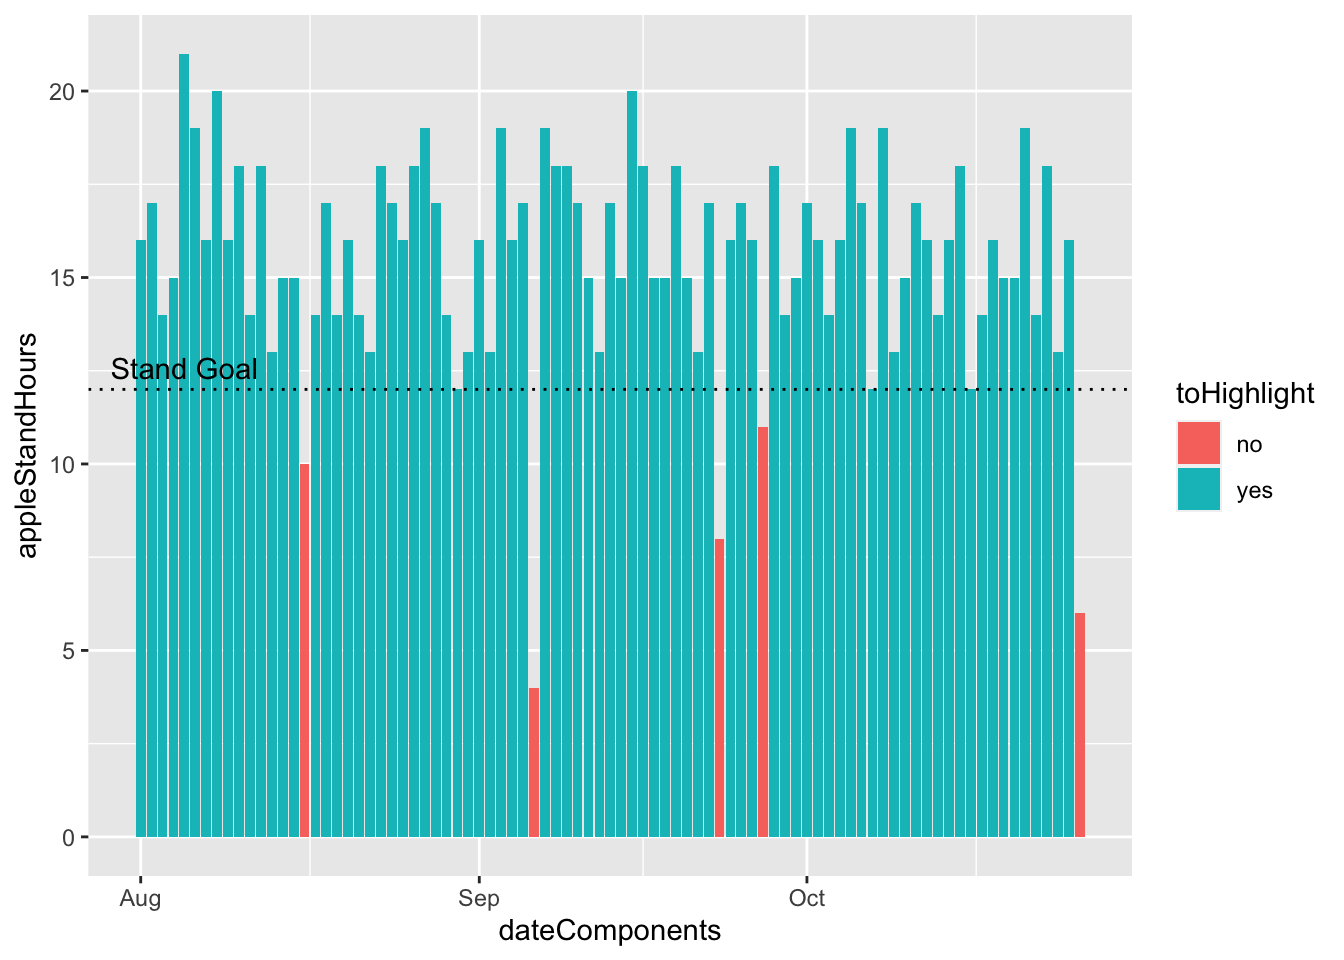 20
15
10
5
0
appleStandHours
Stand Goal
Aug
Sep
Oct
dateComponents
toHighlight
no
yes